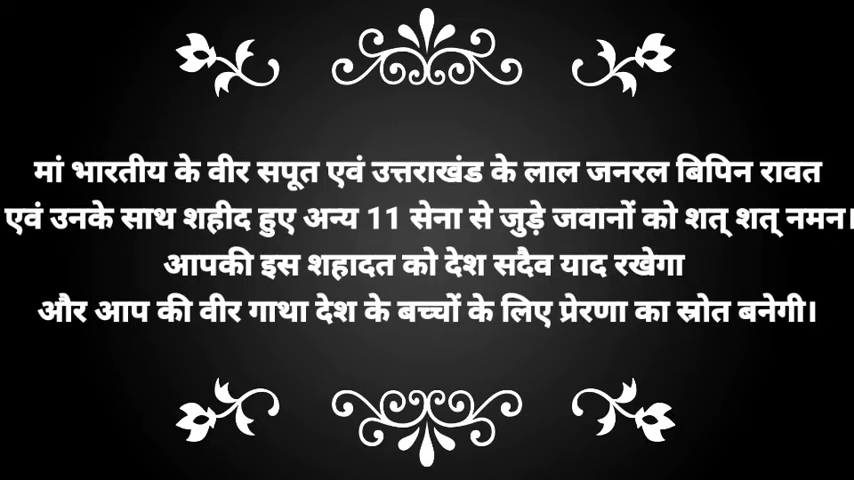 मां भारतीय के वीर सपूत एवं उत्तराखंड के लाल जनरल बिपिन रावत
एवं उनके साथ शहीद हुए अन्य 11 सेना से जुड़े जवानों को शत् शत् नमन।
आपकी इस शहादत को देश सदैव याद रखेगा
और आप की वीर गाथा देश के बच्चों के लिए प्रेरणा का स्रोत बनेगी।